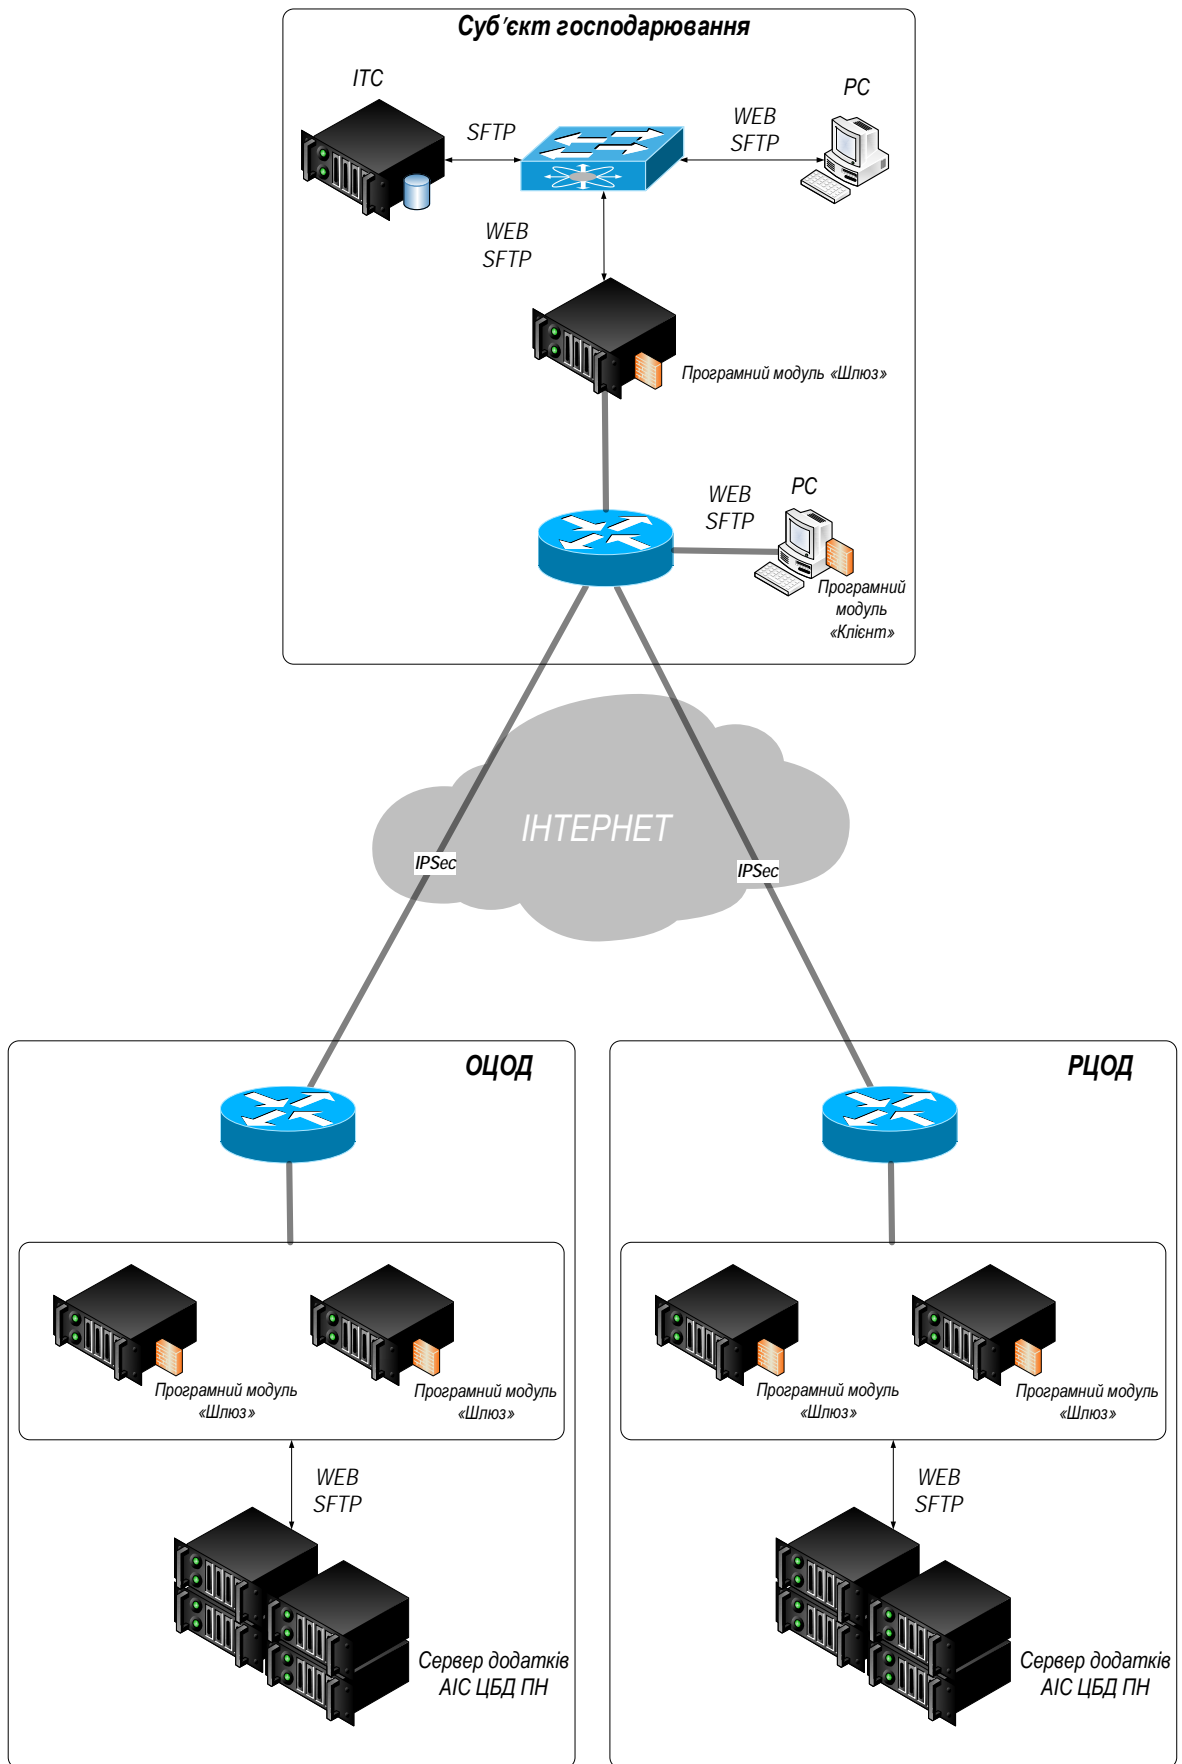 Суб'єкт господарювання
ІТС
SFTP
WEB
SFTP
PC
WEB
SFTP
Програмний модуль «Шлюз»
WEB
SFTP
PC
Програмний
модуль
«Клієнт»
ІНТЕРНЕТ
IPSec
IPSec
ОЦОД
Програмний модуль
«Шлюз»
Програмний модуль
«Шлюз»
WEB
SFTP
Сервер додатків
АІС ЦБД ПН
РЦОД
Програмний модуль
«Шлюз»
Програмний модуль
«Шлюз»
WEB
SFTP
Сервер додатків
АІС ЦБД ПН